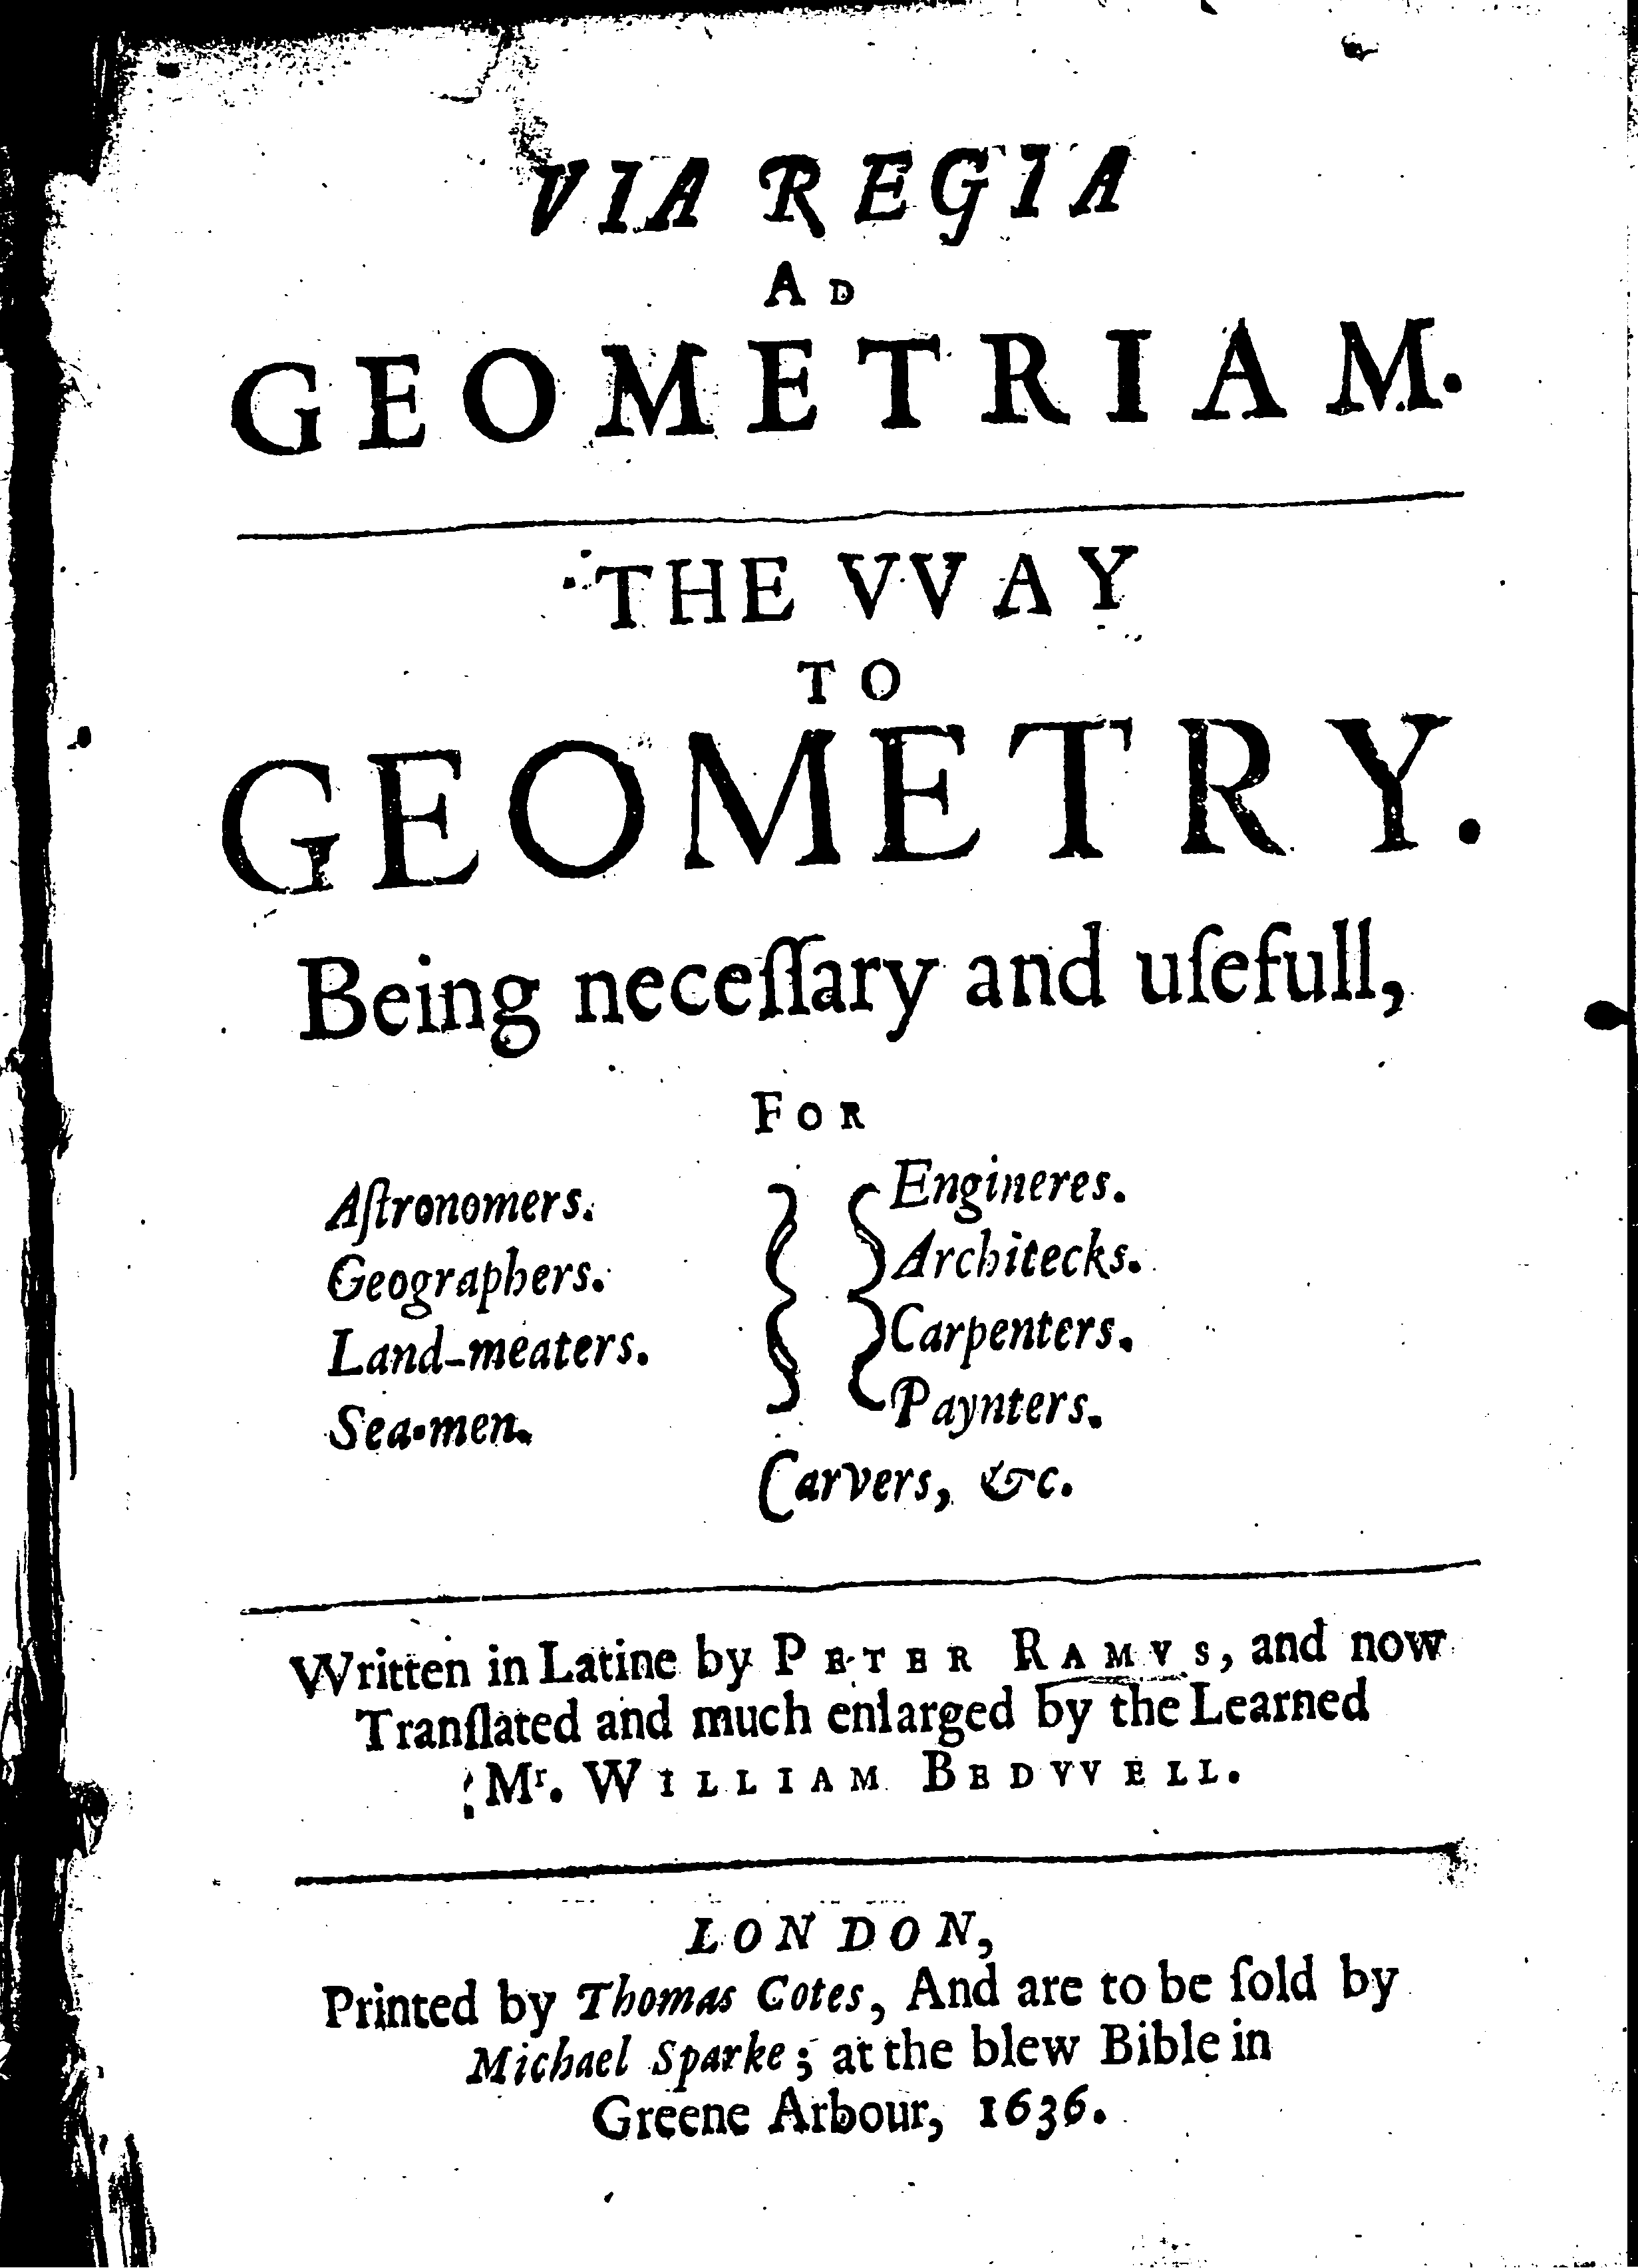 VIA REGIA
AD
GEOMETRIAM.
THE VVAY
TO
GEOMETRY.
Being neceſſary and uſefull,
FOR
Aſtronomers.
Geographers.
Land-meaters.
Sea-men.
Engineres.
Architecks.
Carpenters.
Paynters.
Carvers, &c.
Written in Latine by PETER RAMVS, and now
Tranſlated and much enlarged by the Learned
Mr. WILLIAM BEDVVELL.
LONDON,
Printed by Thomas Cotes, And are to be ſold by
Michael Sparke; at the blew Bible in
Greene Arbour, 1636.